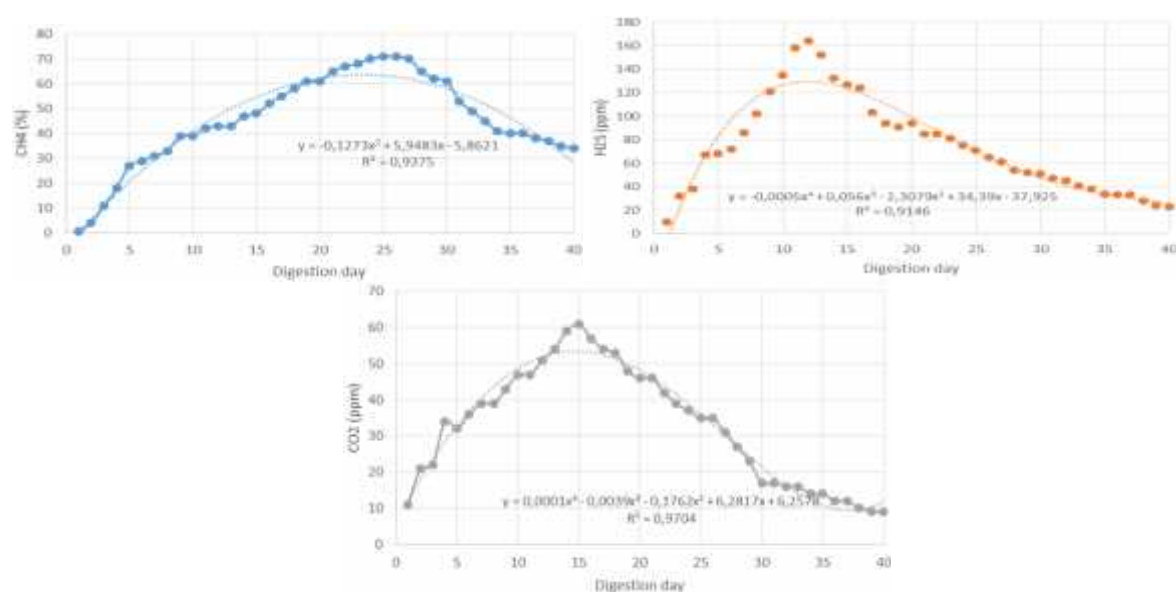 80
70
60
50
40
30
20
10
0
CH4 (%)
y = -0,1273x² + 5,9483x - 5,8621
R² = 0,9375
0 5 10 15 20 25 30 35 40
Digestion day
180
160
140
120
100
80
60
40
20
0
H2S (ppm)
y = -0,0005x⁴ + 0,056x³ - 2,3079x² + 34,39x - 37,925
R² = 0,9146
0 5 10 15 20 25 30 35 40
Digestion day
70
60
50
40
30
20
10
0
CO2 (ppm)
y = 0,0001x⁴ - 0,0039x³ - 0,1762x² + 6,2817x + 6,2578
R² = 0,9704
0 5 10 15 20 25 30 35 40
Digestion day